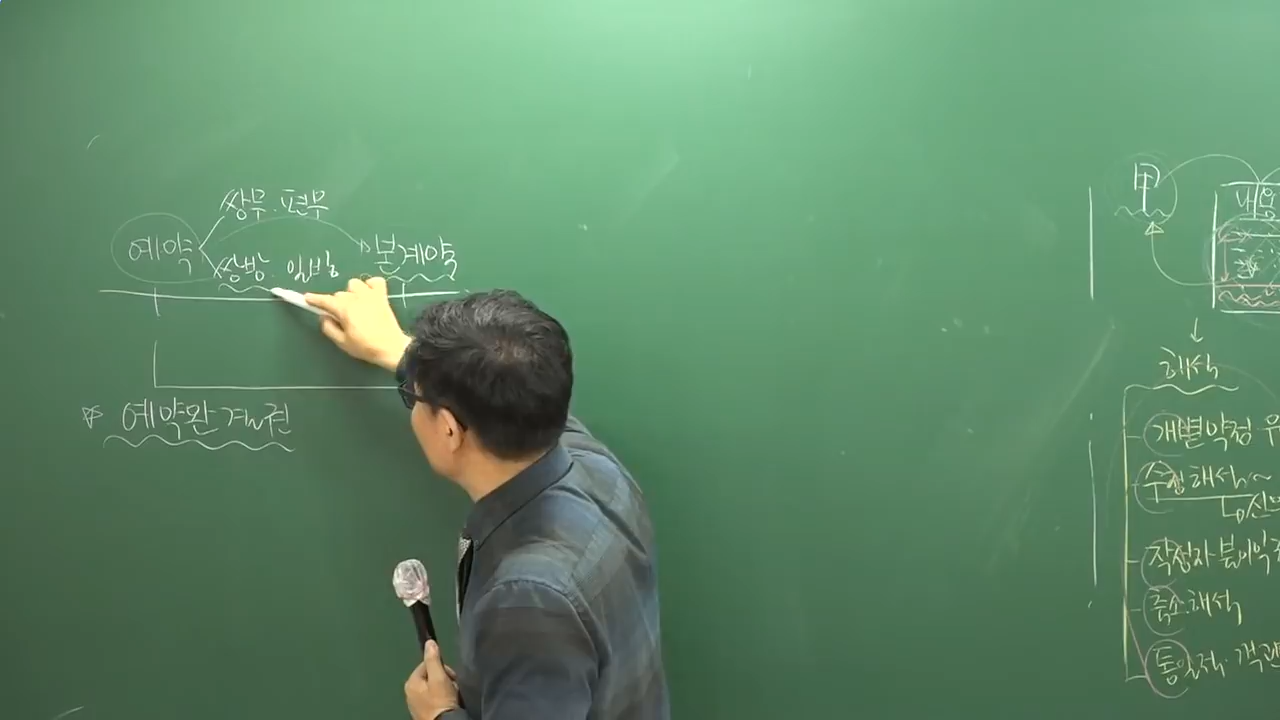 쌍무·편무
예약
본계약
쌍방·일방
예약완결권
甲
내용
해석
개별약정 우
수정해석~
↳신의
작성자 불이익
축소해석
통일적·객관